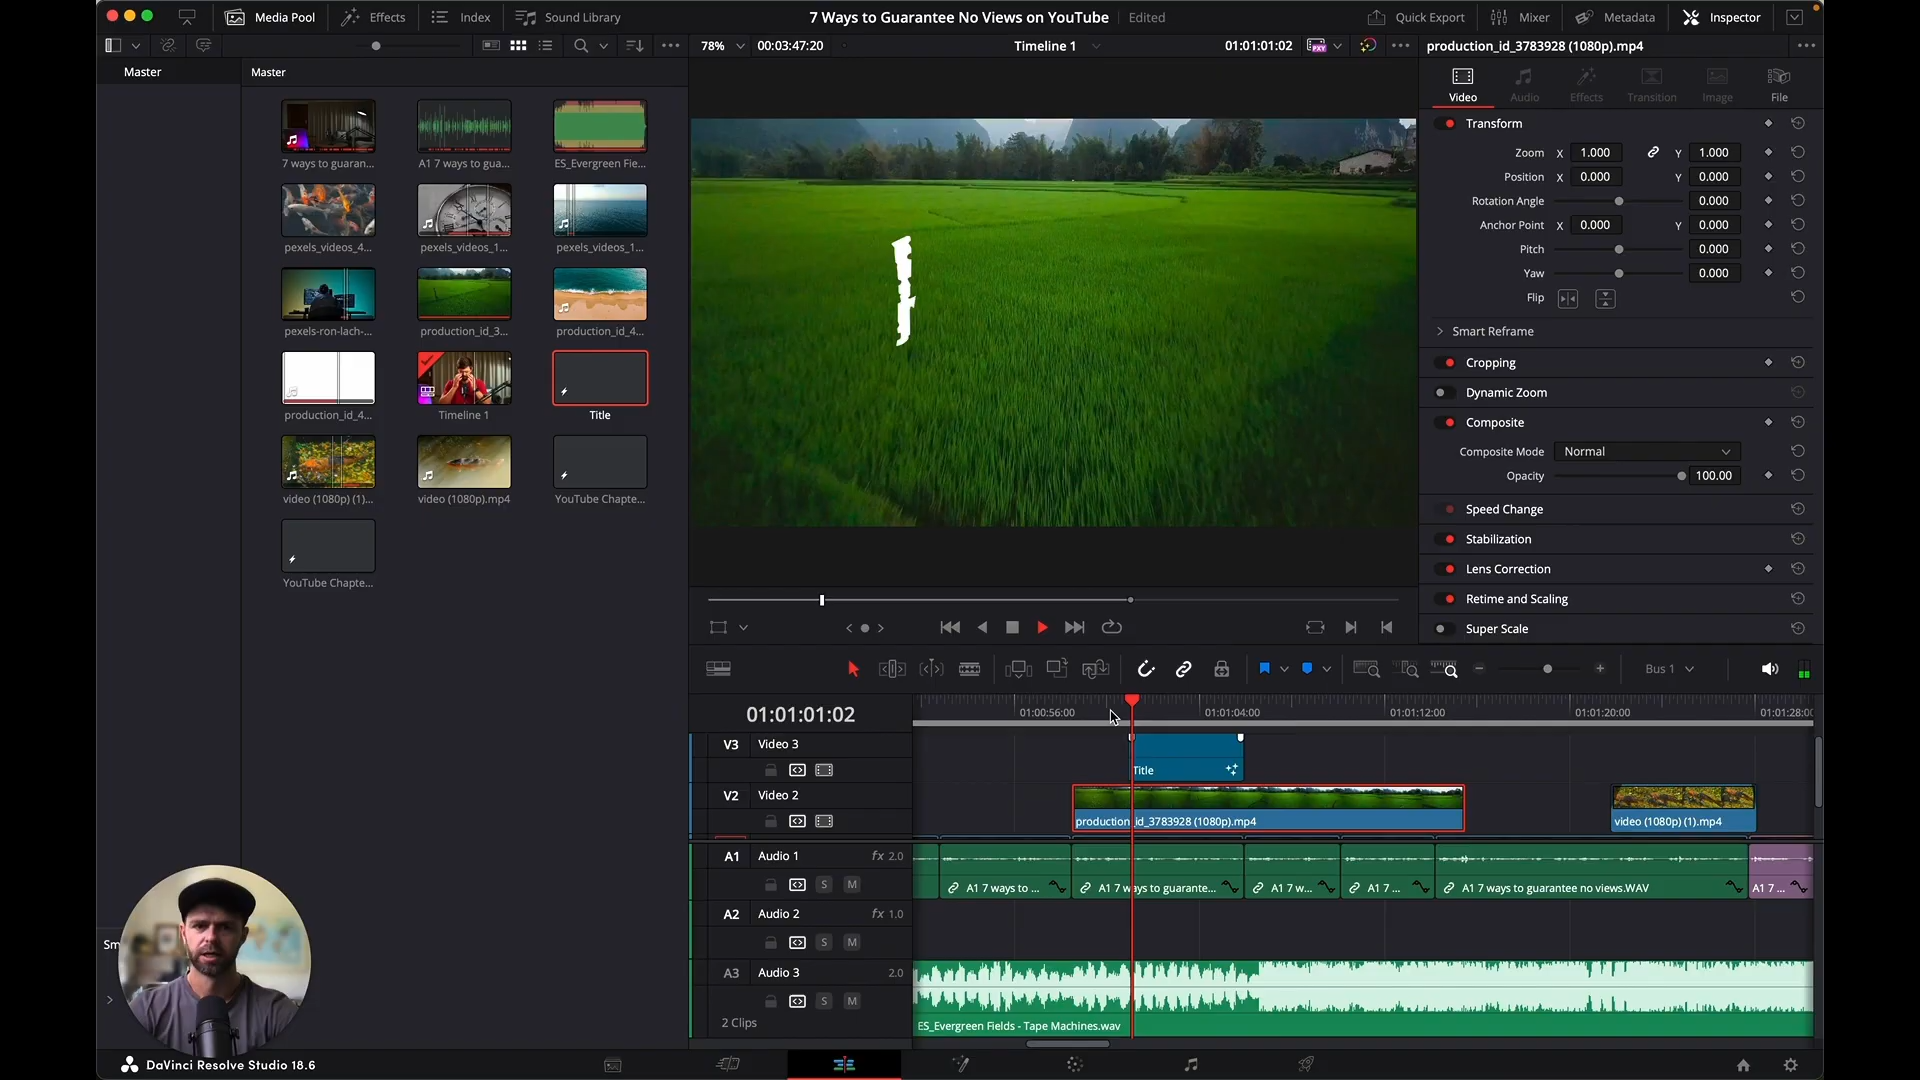 Media Pool
Effects
Index
Sound Library
7 Ways to Guarantee No Views on YouTube
Edited
Quick Export
Mixer
Metadata
Inspector
78%
00:03:47:20
Timeline 1
01:01:01:02
production_id_3783928 (1080p).mp4
Master
Master
7 ways to guaran...
A1 7 ways to gua...
ES_Evergreen Fie...
pexels_videos_4...
pexels_videos_1...
pexels_videos_1...
pexels-ron-lach-...
production_id_3...
production_id_4...
production_id_4...
Timeline 1
Title
video (1080p) (1)...
video (1080p).mp4
YouTube Chapte...
YouTube Chapte...
Video
Audio
Effects
Transition
Image
File
Transform
Zoom X 1.000 Y 1.000
Position X 0.000 Y 0.000
Rotation Angle 0.000
Anchor Point X 0.000 Y 0.000
Pitch 0.000
Yaw 0.000
Flip
Smart Reframe
Cropping
Dynamic Zoom
Composite
Composite Mode Normal
Opacity 100.00
Speed Change
Stabilization
Lens Correction
Retime and Scaling
Super Scale
Bus 1
01:01:01:02
01:00:56:00
01:01:04:00
01:01:12:00
01:01:20:00
01:01:28:00
V3 Video 3
Title
V2 Video 2
production_id_3783928 (1080p).mp4
video (1080p) (1).mp4
A1 Audio 1 fx 2.0
S M
A1 7 ways to ...
A1 7 ways to guarante...
A1 7 w...
A1 7 ...
A1 7 ways to guarantee no views.WAV
A1 7 ...
A2 Audio 2 fx 1.0
S M
A3 Audio 3 2.0
S M
2 Clips
ES_Evergreen Fields - Tape Machines.wav
Sm
DaVinci Resolve Studio 18.6